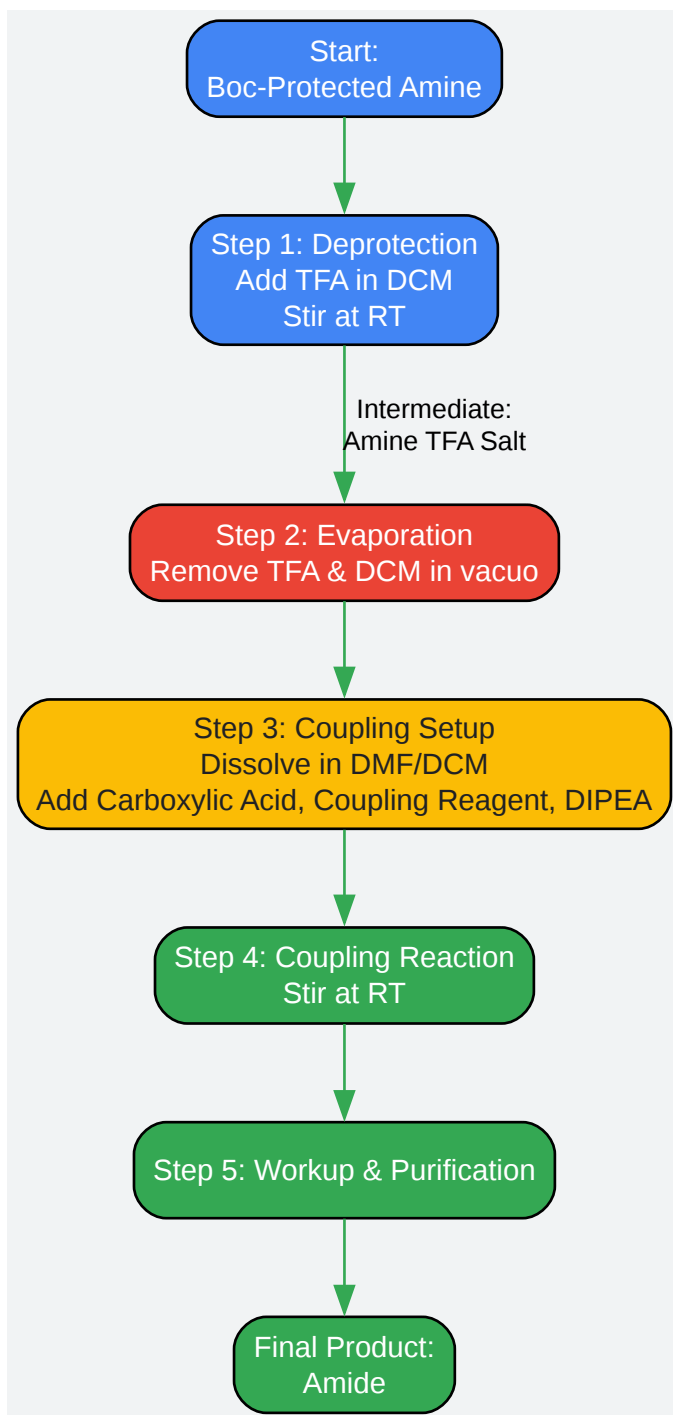 Start:
Boc-Protected Amine
Step 1: Deprotection
Add TFA in DCM
Stir at RT
Intermediate:
Amine TFA Salt
Step 2: Evaporation
Remove TFA & DCM in vacuo
Step 3: Coupling Setup
Dissolve in DMF/DCM
Add Carboxylic Acid, Coupling Reagent, DIPEA
Step 4: Coupling Reaction
Stir at RT
Step 5: Workup & Purification
Final Product:
Amide